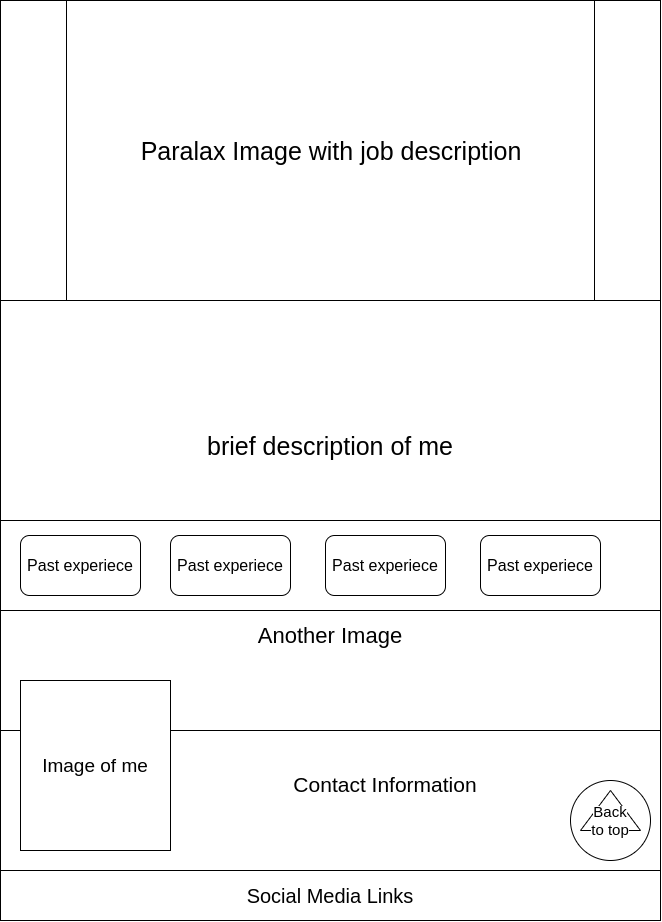 Paralax Image with job description
brief description of me
Past experiece
Past experiece
Past experiece
Past experiece
Another Image
Image of me
Contact Information
Back
to top
Social Media Links